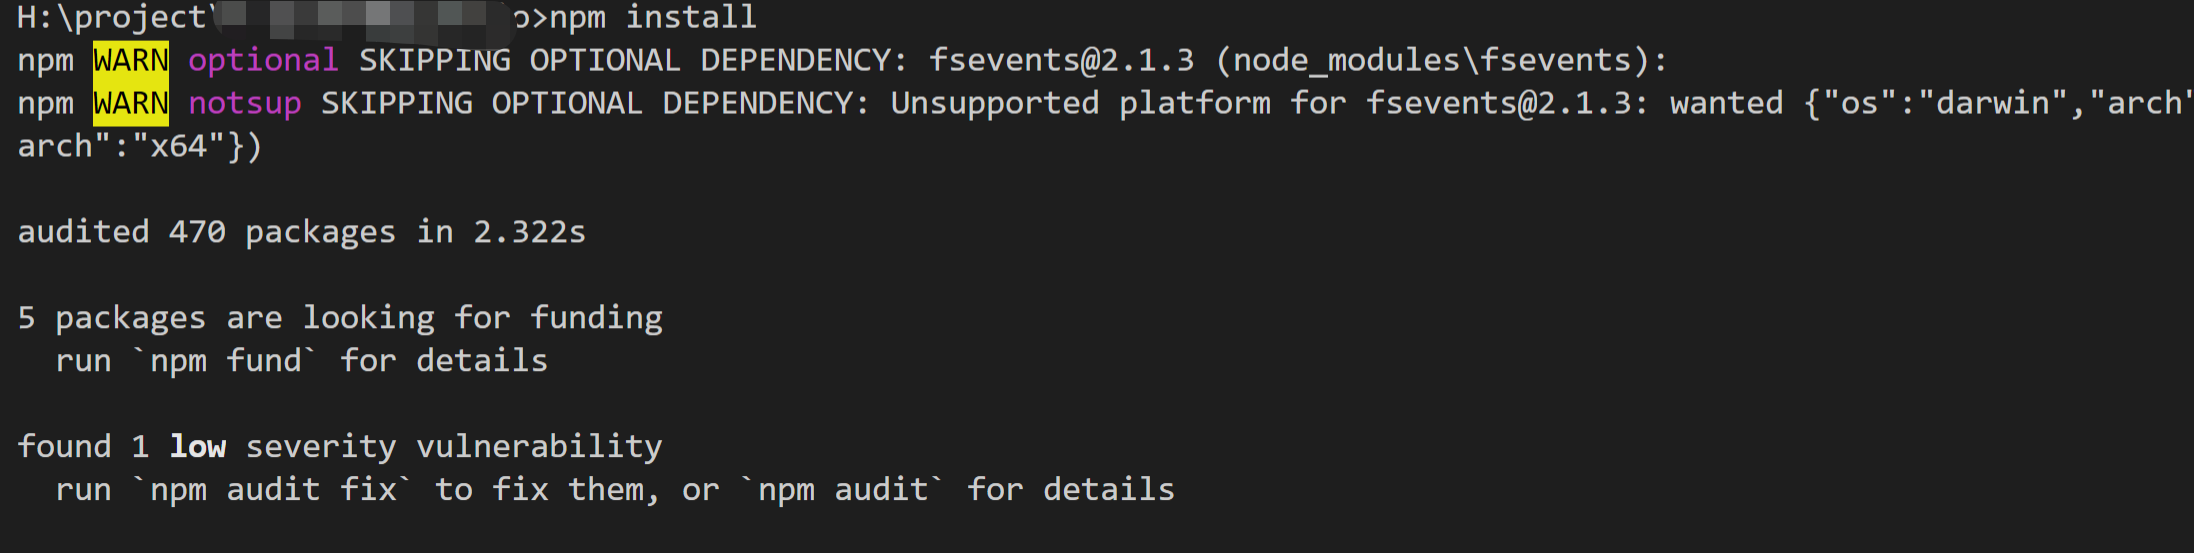 H:\project\ o>npm install
npm WARN optional SKIPPING OPTIONAL DEPENDENCY: fsevents@2.1.3 (node_modules\fsevents):
npm WARN notsup SKIPPING OPTIONAL DEPENDENCY: Unsupported platform for fsevents@2.1.3: wanted {"os":"darwin","arch"
arch":"x64"})
audited 470 packages in 2.322s
5 packages are looking for funding
run `npm fund` for details
found 1 low severity vulnerability
run `npm audit fix` to fix them, or `npm audit` for details